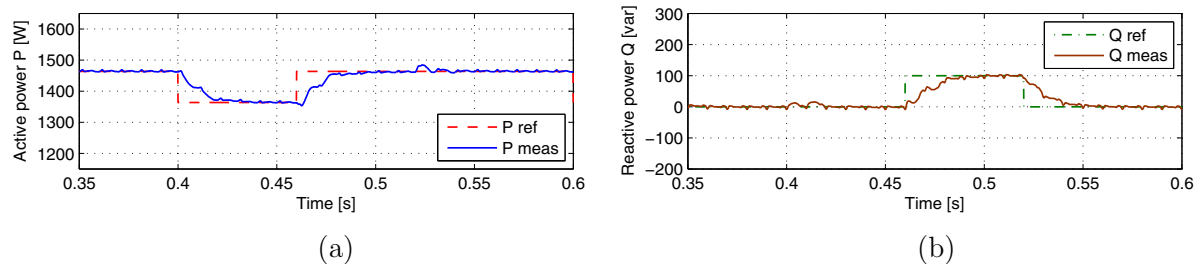 1600
1500
1400
1300
1200
Active power P [W]
P ref
P meas
0.35 0.4 0.45 0.5 0.55 0.6
Time [s]
(a)
300
200
100
0
−100
−200
Reactive power Q [var]
Q ref
Q meas
0.35 0.4 0.45 0.5 0.55 0.6
Time [s]
(b)